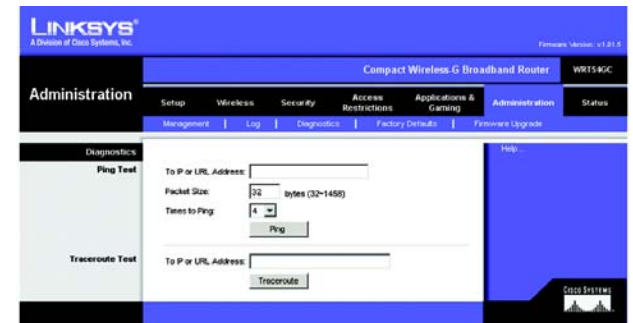 LINKSYS®
A Division of Cisco Systems, Inc.
Firmware Version: v1.01.5
Compact Wireless-G Broadband Router WRT54GC
Administration
Setup Wireless Security Access Restrictions Applications & Gaming Administration Status
Management | Log | Diagnostics | Factory Defaults | Firmware Upgrade
Diagnostics
Help...
Ping Test
To IP or URL Address:
Packet Size: 32 bytes (32~1458)
Times to Ping: 4
Ping
Traceroute Test
To IP or URL Address:
Traceroute
CISCO SYSTEMS